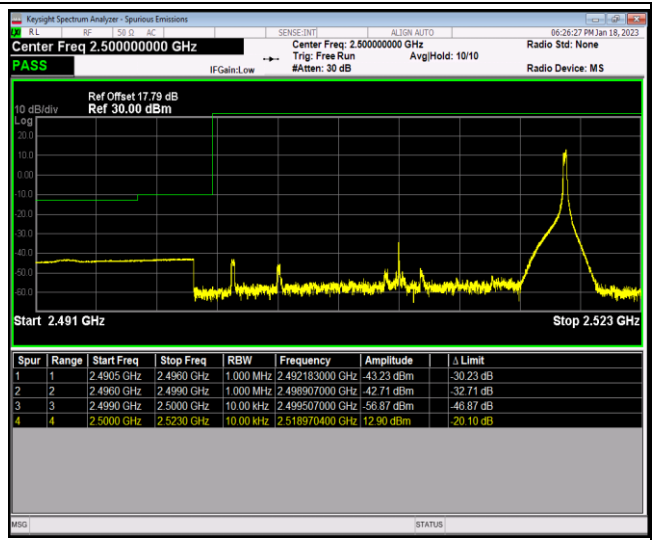 Keysight Spectrum Analyzer - Spurious Emissions
RL RF 50 Ω AC SENSE:INT ALIGN AUTO 06:26:27 PM Jan 18, 2023
Center Freq 2.500000000 GHz Center Freq: 2.500000000 GHz Radio Std: None
PASS IFGain:Low Trig: Free Run Avg|Hold: 10/10
#Atten: 30 dB Radio Device: MS
Ref Offset 17.79 dB
10 dB/div Ref 30.00 dBm
Log
20.0
10.0
0.00
-10.0
-20.0
-30.0
-40.0
-50.0
-60.0
Start 2.491 GHz Stop 2.523 GHz
Spur Range Start Freq Stop Freq RBW Frequency Amplitude Δ Limit
1 1 2.4905 GHz 2.4960 GHz 1.000 MHz 2.492183000 GHz -43.23 dBm -30.23 dB
2 2 2.4960 GHz 2.4990 GHz 1.000 MHz 2.498907000 GHz -42.71 dBm -32.71 dB
3 3 2.4990 GHz 2.5000 GHz 10.00 kHz 2.499507000 GHz -56.87 dBm -46.87 dB
4 4 2.5000 GHz 2.5230 GHz 10.00 kHz 2.518970400 GHz 12.90 dBm -20.10 dB
MSG STATUS